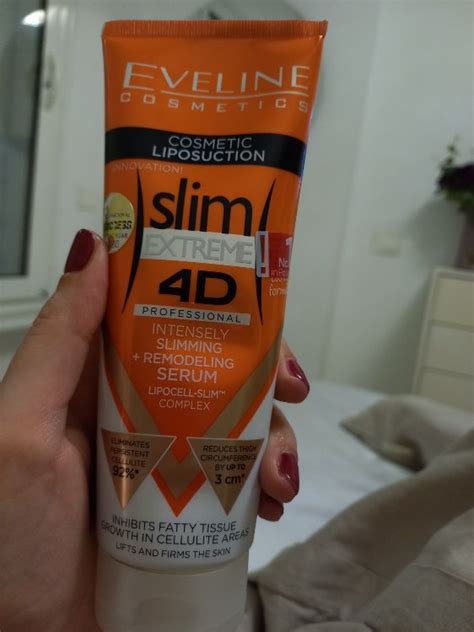 EVELINE
COSMETICS
COSMETIC
LIPOSUCTION
INNOVATION!
slim
EXTREME
4D
PROFESSIONAL
INTENSELY
SLIMMING
+ REMODELING
SERUM
LIPOCELL-SLIM™
COMPLEX
ELIMINATES
PERSISTENT
CELLULITE
92%*
REDUCES THIGH
CIRCUMFERENCE
BY UP TO
3 cm*
INHIBITS FATTY TISSUE
GROWTH IN CELLULITE AREAS
LIFTS AND FIRMS THE SKIN